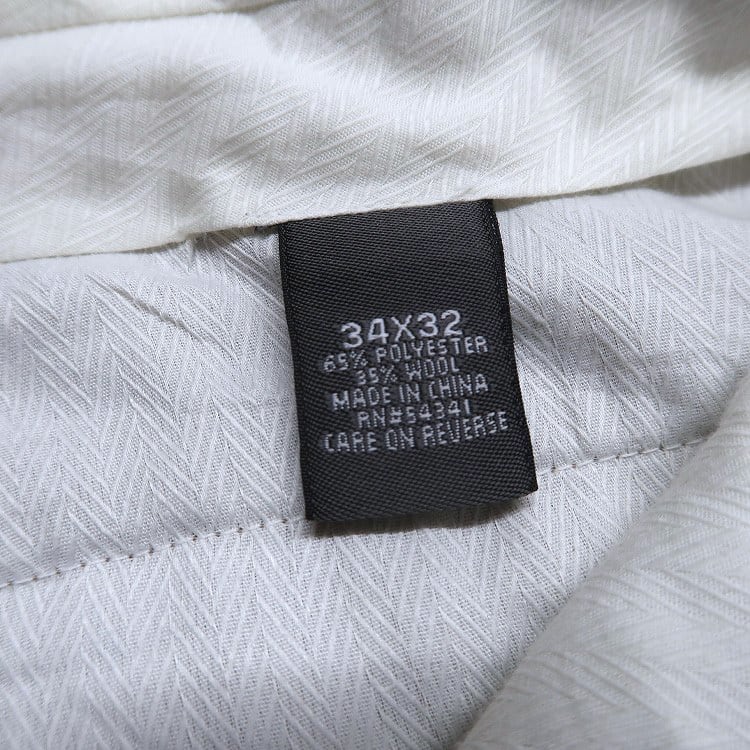 34X32
65% POLYESTER
35% WOOL
MADE IN CHINA
RN#54341
CARE ON REVERSE